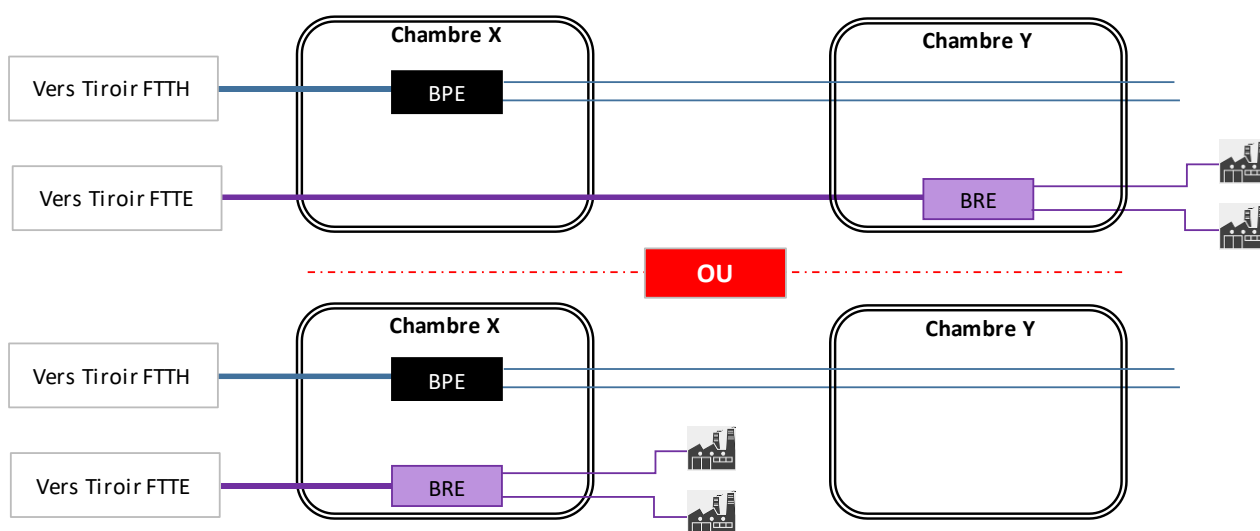 Chambre X
Chambre Y
Vers Tiroir FTTH
BPE
Vers Tiroir FTTE
BRE
OU
Chambre X
Chambre Y
Vers Tiroir FTTH
BPE
Vers Tiroir FTTE
BRE